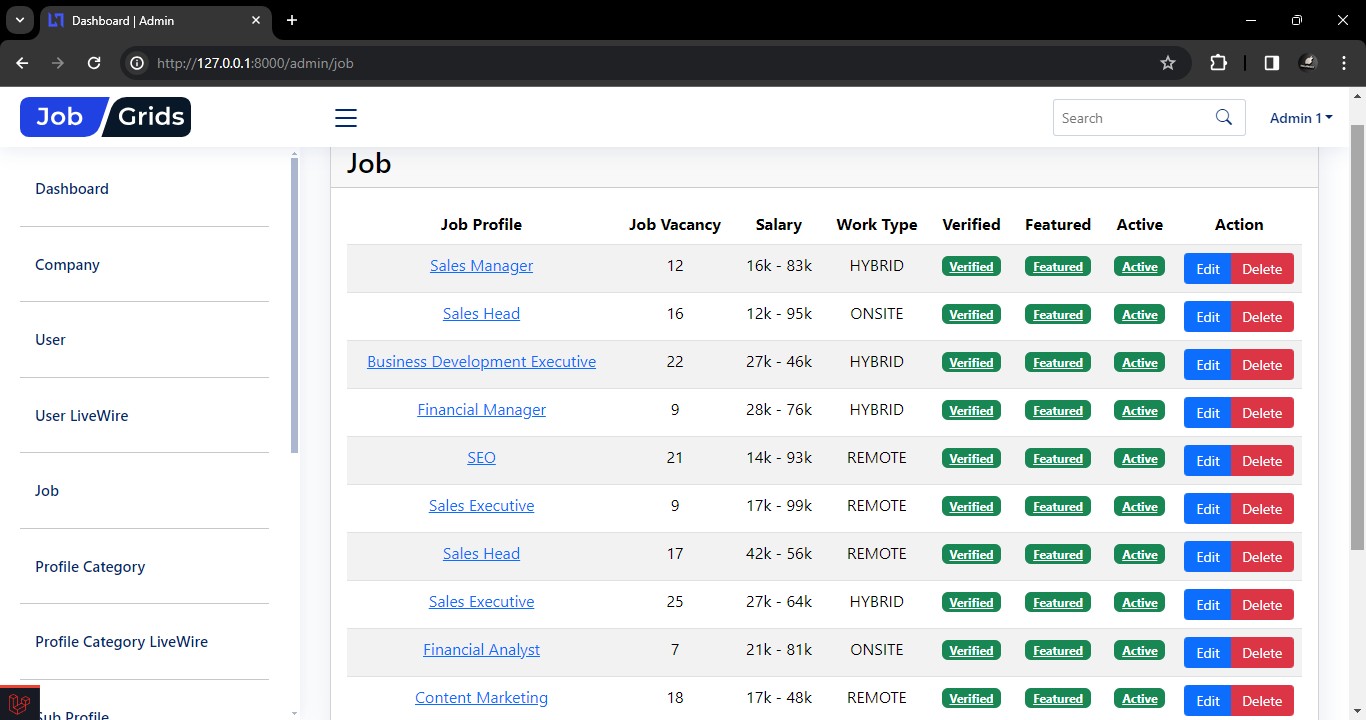 Dashboard | Admin
http://127.0.0.1:8000/admin/job
Job Grids
Search
Admin 1
Dashboard
Company
User
User LiveWire
Job
Profile Category
Profile Category LiveWire
Sub Profile
Job
Job Profile Job Vacancy Salary Work Type Verified Featured Active Action
Sales Manager 12 16k - 83k HYBRID Verified Featured Active Edit Delete
Sales Head 16 12k - 95k ONSITE Verified Featured Active Edit Delete
Business Development Executive 22 27k - 46k HYBRID Verified Featured Active Edit Delete
Financial Manager 9 28k - 76k HYBRID Verified Featured Active Edit Delete
SEO 21 14k - 93k REMOTE Verified Featured Active Edit Delete
Sales Executive 9 17k - 99k REMOTE Verified Featured Active Edit Delete
Sales Head 17 42k - 56k REMOTE Verified Featured Active Edit Delete
Sales Executive 25 27k - 64k HYBRID Verified Featured Active Edit Delete
Financial Analyst 7 21k - 81k ONSITE Verified Featured Active Edit Delete
Content Marketing 18 17k - 48k REMOTE Verified Featured Active Edit Delete